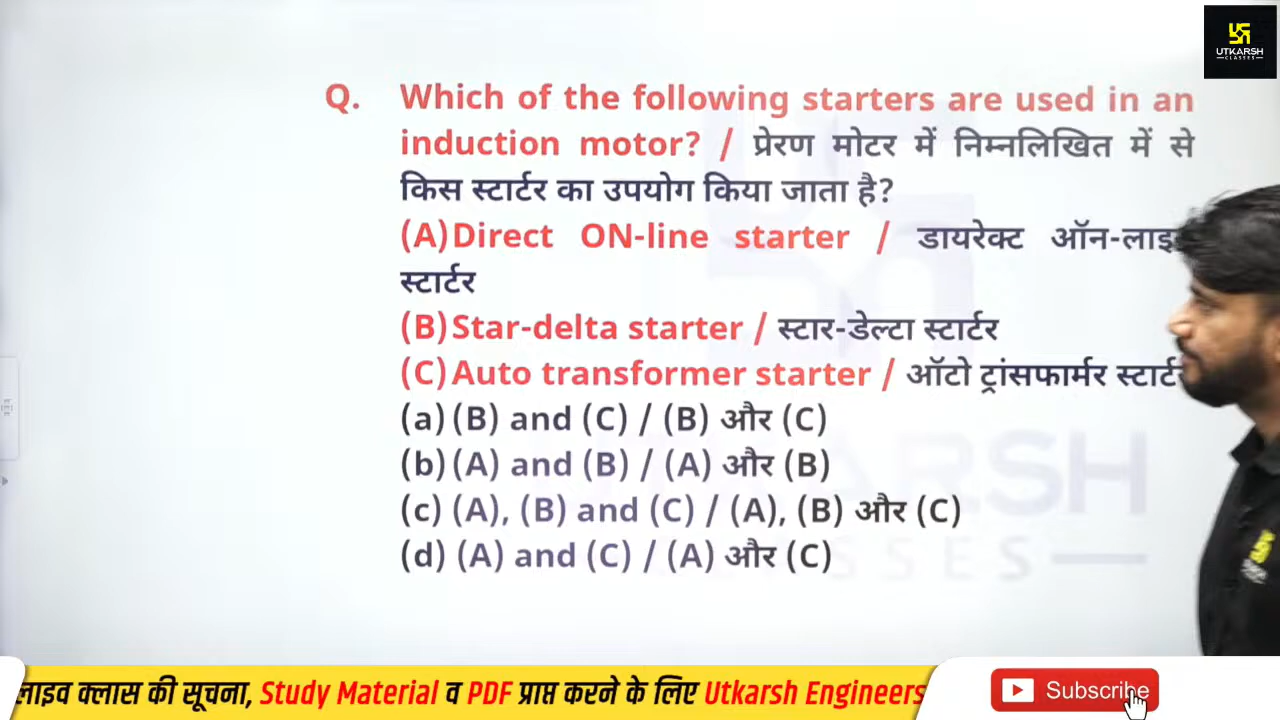 UTKARSH
CLASSES
Q. Which of the following starters are used in an
induction motor? / प्रेरण मोटर में निम्नलिखित में से
किस स्टार्टर का उपयोग किया जाता है?
(A) Direct ON-line starter / डायरेक्ट ऑन-लाइ
स्टार्टर
(B) Star-delta starter / स्टार-डेल्टा स्टार्टर
(C) Auto transformer starter / ऑटो ट्रांसफार्मर स्टार्ट
(a) (B) and (C) / (B) और (C)
(b) (A) and (B) / (A) और (B)
(c) (A), (B) and (C) / (A), (B) और (C)
(d) (A) and (C) / (A) और (C)
लाइव क्लास की सूचना, Study Material व PDF प्राप्त करने के लिए Utkarsh Engineers
Subscribe